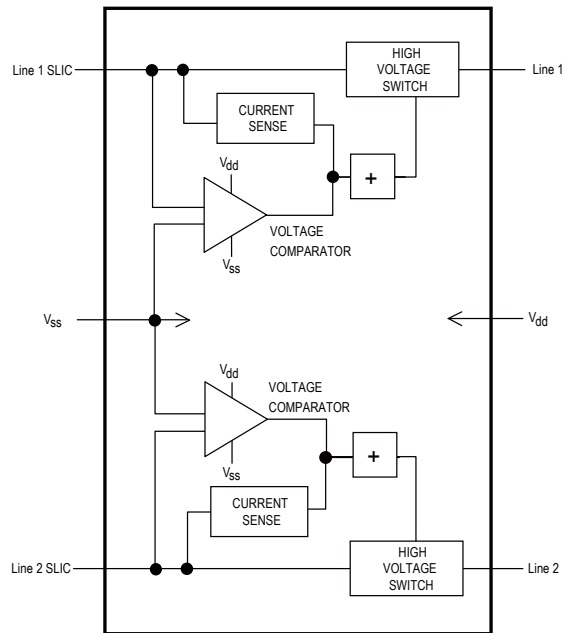 Line 1 SLIC
HIGH
VOLTAGE
SWITCH
Line 1
CURRENT
SENSE
+
Vdd
VOLTAGE
COMPARATOR
Vss
Vss
Vdd
Vdd
VOLTAGE
COMPARATOR
+
Vss
CURRENT
SENSE
Line 2 SLIC
HIGH
VOLTAGE
SWITCH
Line 2